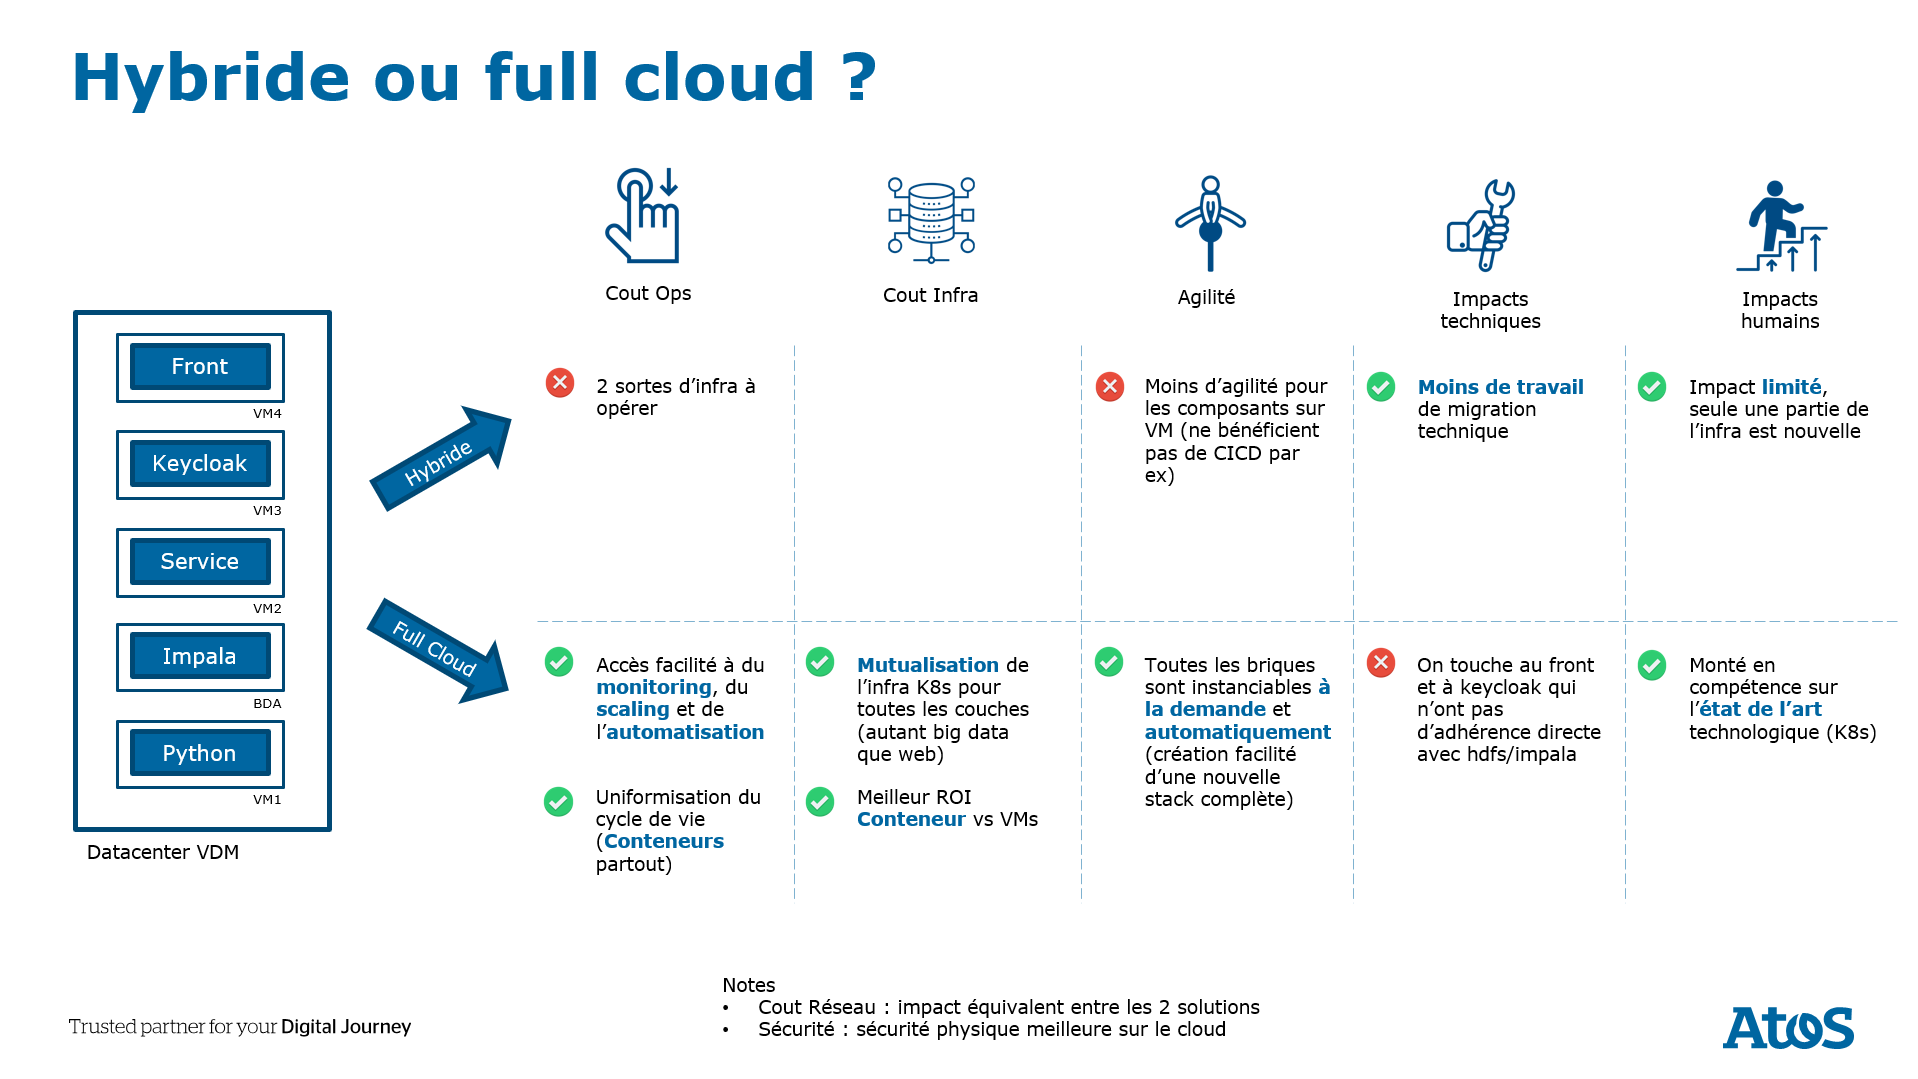 Hybride ou full cloud ?
Cout Ops
Cout Infra
Agilité
Impacts
techniques
Impacts
humains
Front
VM4
Keycloak
VM3
Service
VM2
Impala
BDA
Python
VM1
Datacenter VDM
Hybride
2 sortes d’infra à
opérer
Moins d’agilité pour
les composants sur
VM (ne bénéficient
pas de CICD par
ex)
Moins de travail
de migration
technique
Impact limité,
seule une partie de
l’infra est nouvelle
Full Cloud
Accès facilité à du
monitoring, du
scaling et de
l’automatisation
Uniformisation du
cycle de vie
(Conteneurs
partout)
Mutualisation de
l’infra K8s pour
toutes les couches
(autant big data
que web)
Meilleur ROI
Conteneur vs VMs
Toutes les briques
sont instanciables à
la demande et
automatiquement
(création facilité
d’une nouvelle
stack complète)
On touche au front
et à keycloak qui
n’ont pas
d’adhérence directe
avec hdfs/impala
Monté en
compétence sur
l’état de l’art
technologique (K8s)
Notes
• Cout Réseau : impact équivalent entre les 2 solutions
• Sécurité : sécurité physique meilleure sur le cloud
Trusted partner for your Digital Journey
Atos